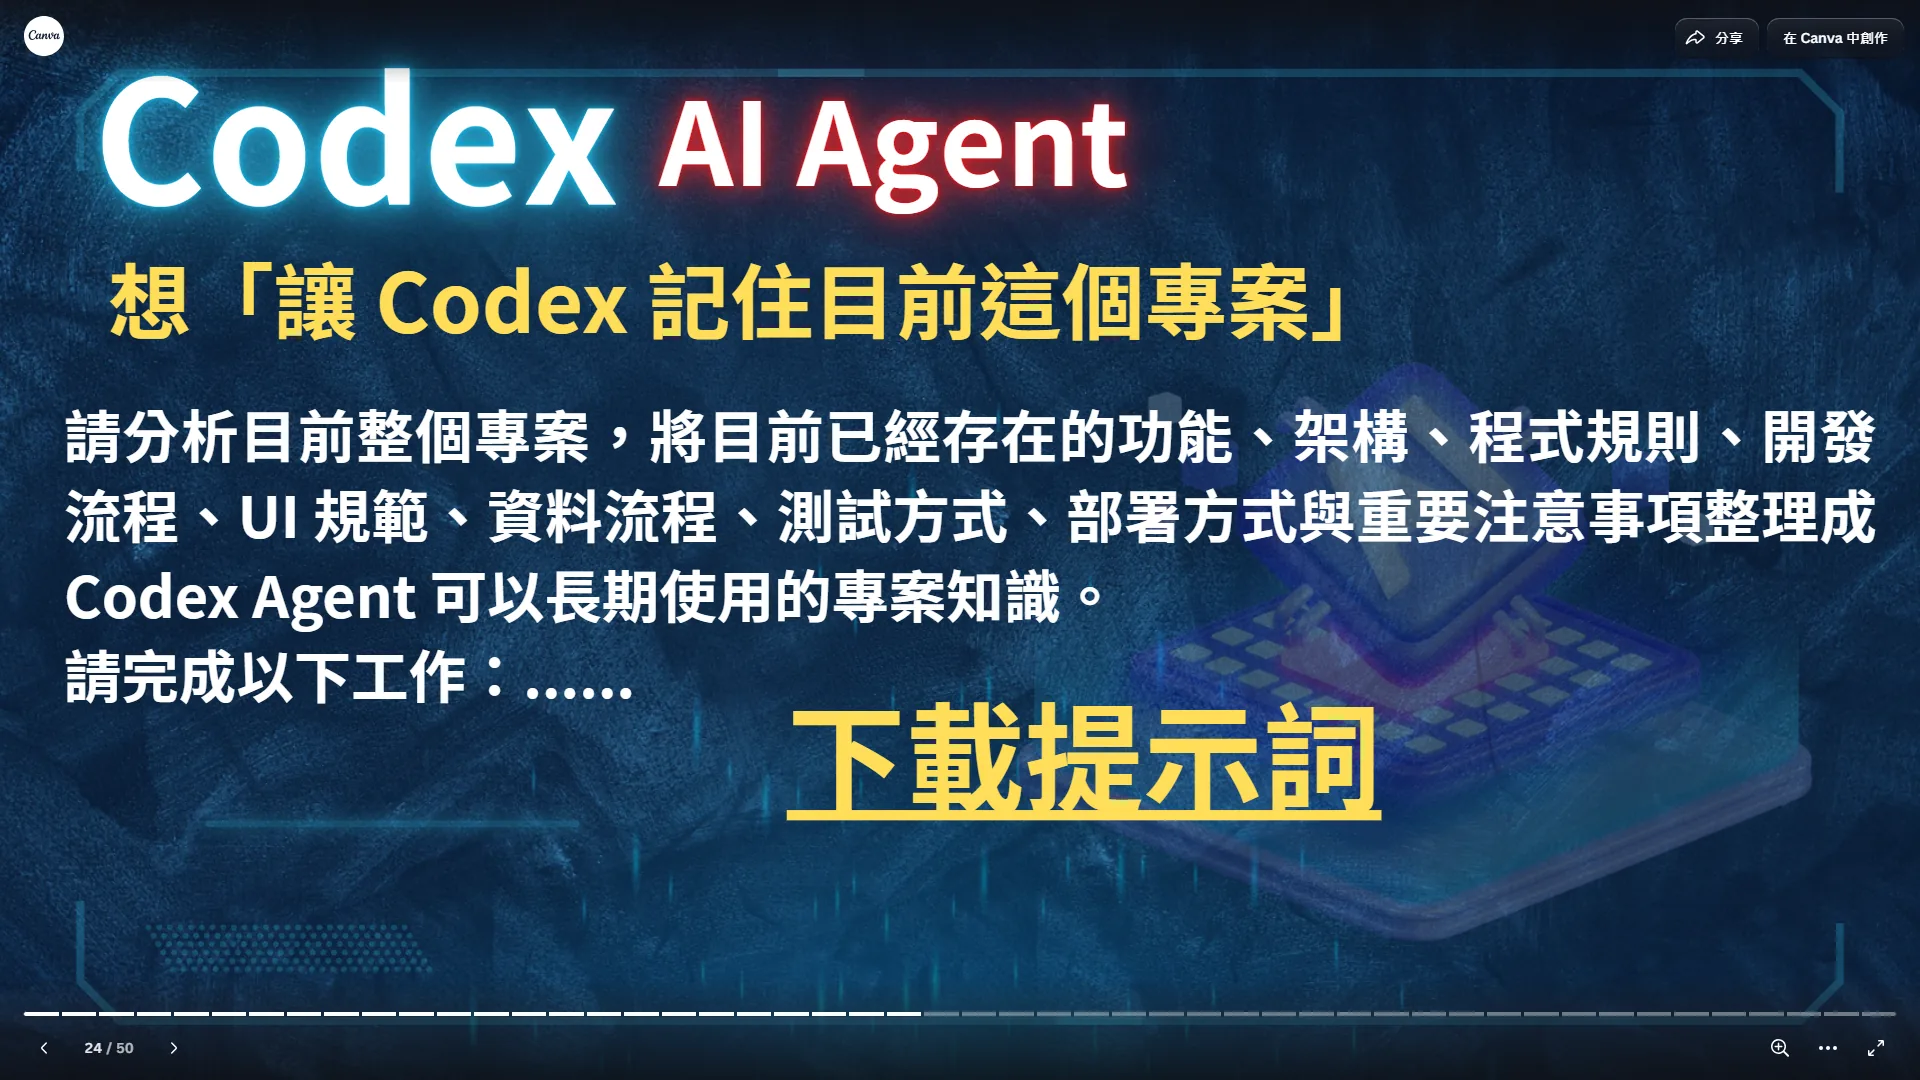 Canva
分享
在 Canva 中創作
Codex AI Agent
想「讓 Codex 記住目前這個專案」
請分析目前整個專案，將目前已經存在的功能、架構、程式規則、開發
流程、UI 規範、資料流程、測試方式、部署方式與重要注意事項整理成
Codex Agent 可以長期使用的專案知識。
請完成以下工作：......
下載提示詞
24 / 50